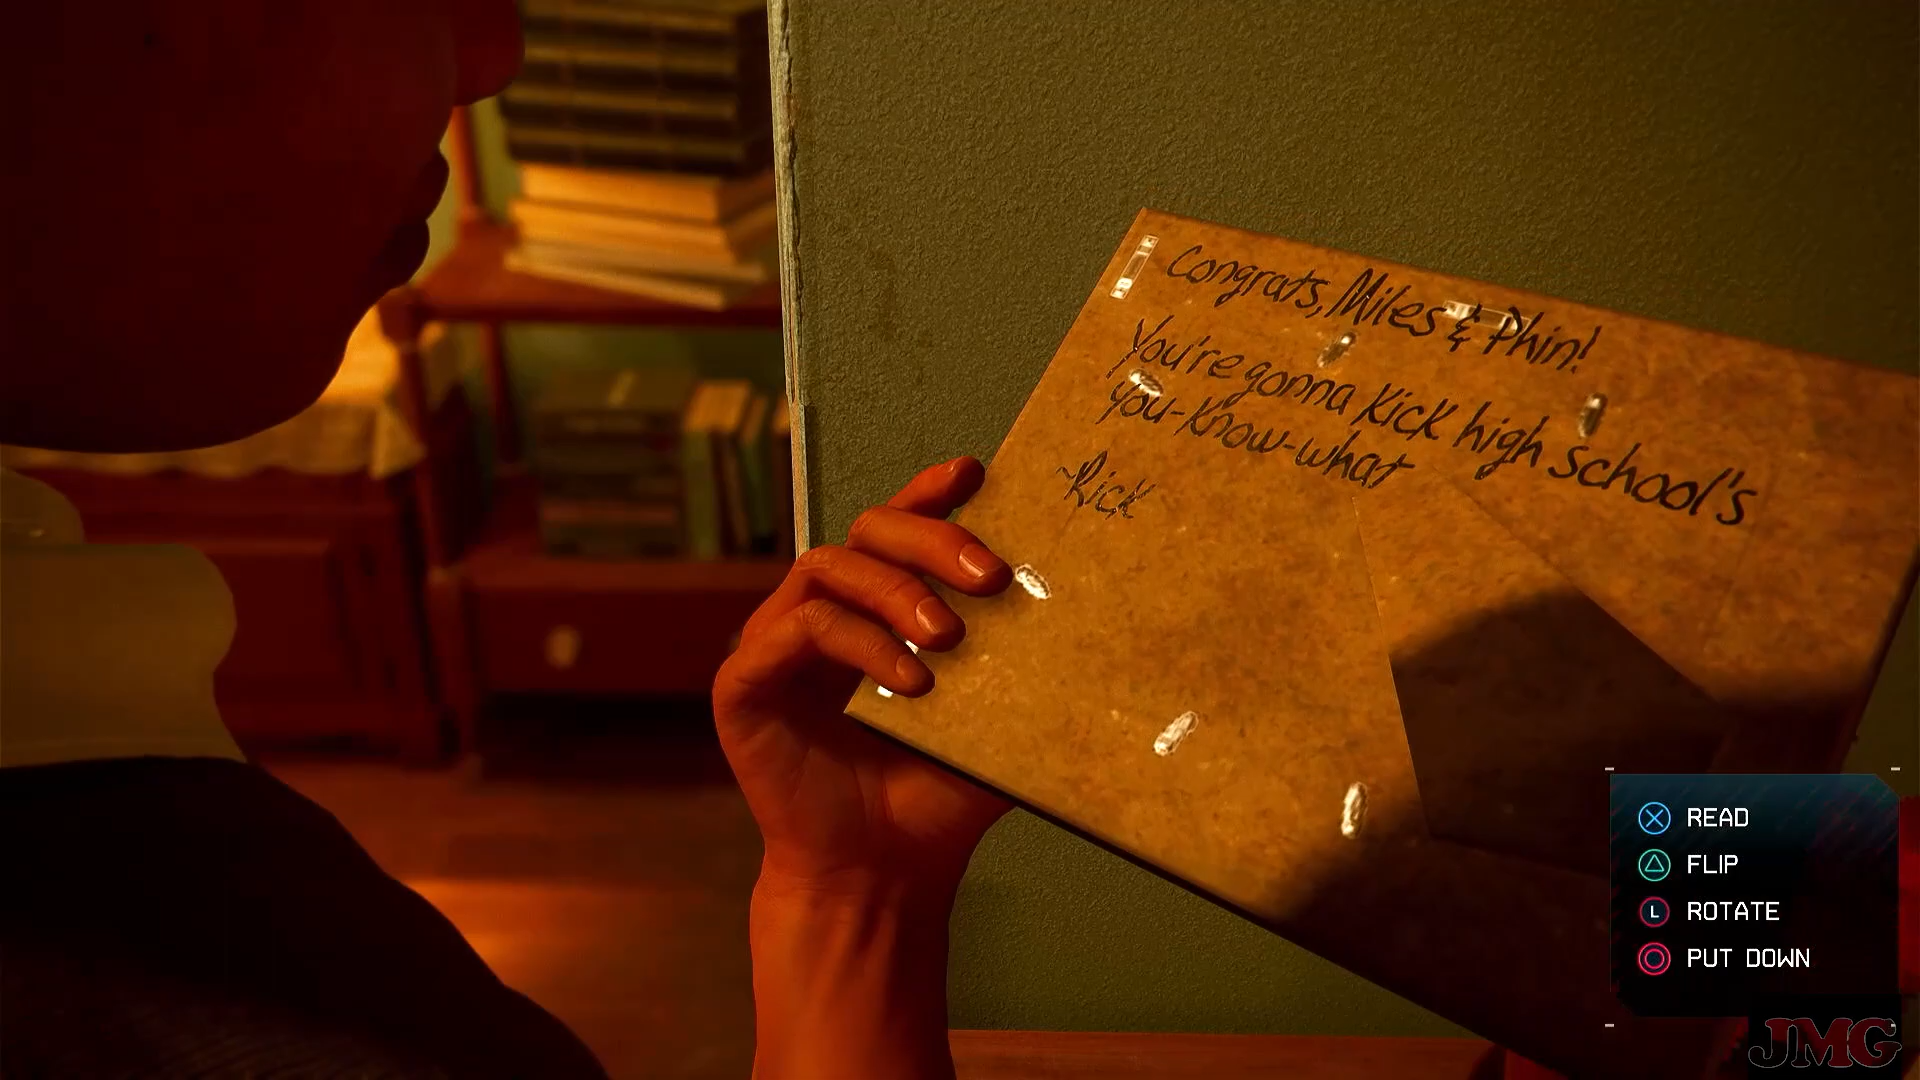 Congrats, Miles & Phin!
You're gonna kick high school's
you-know-what
~Rick
READ
FLIP
L ROTATE
PUT DOWN
JMG